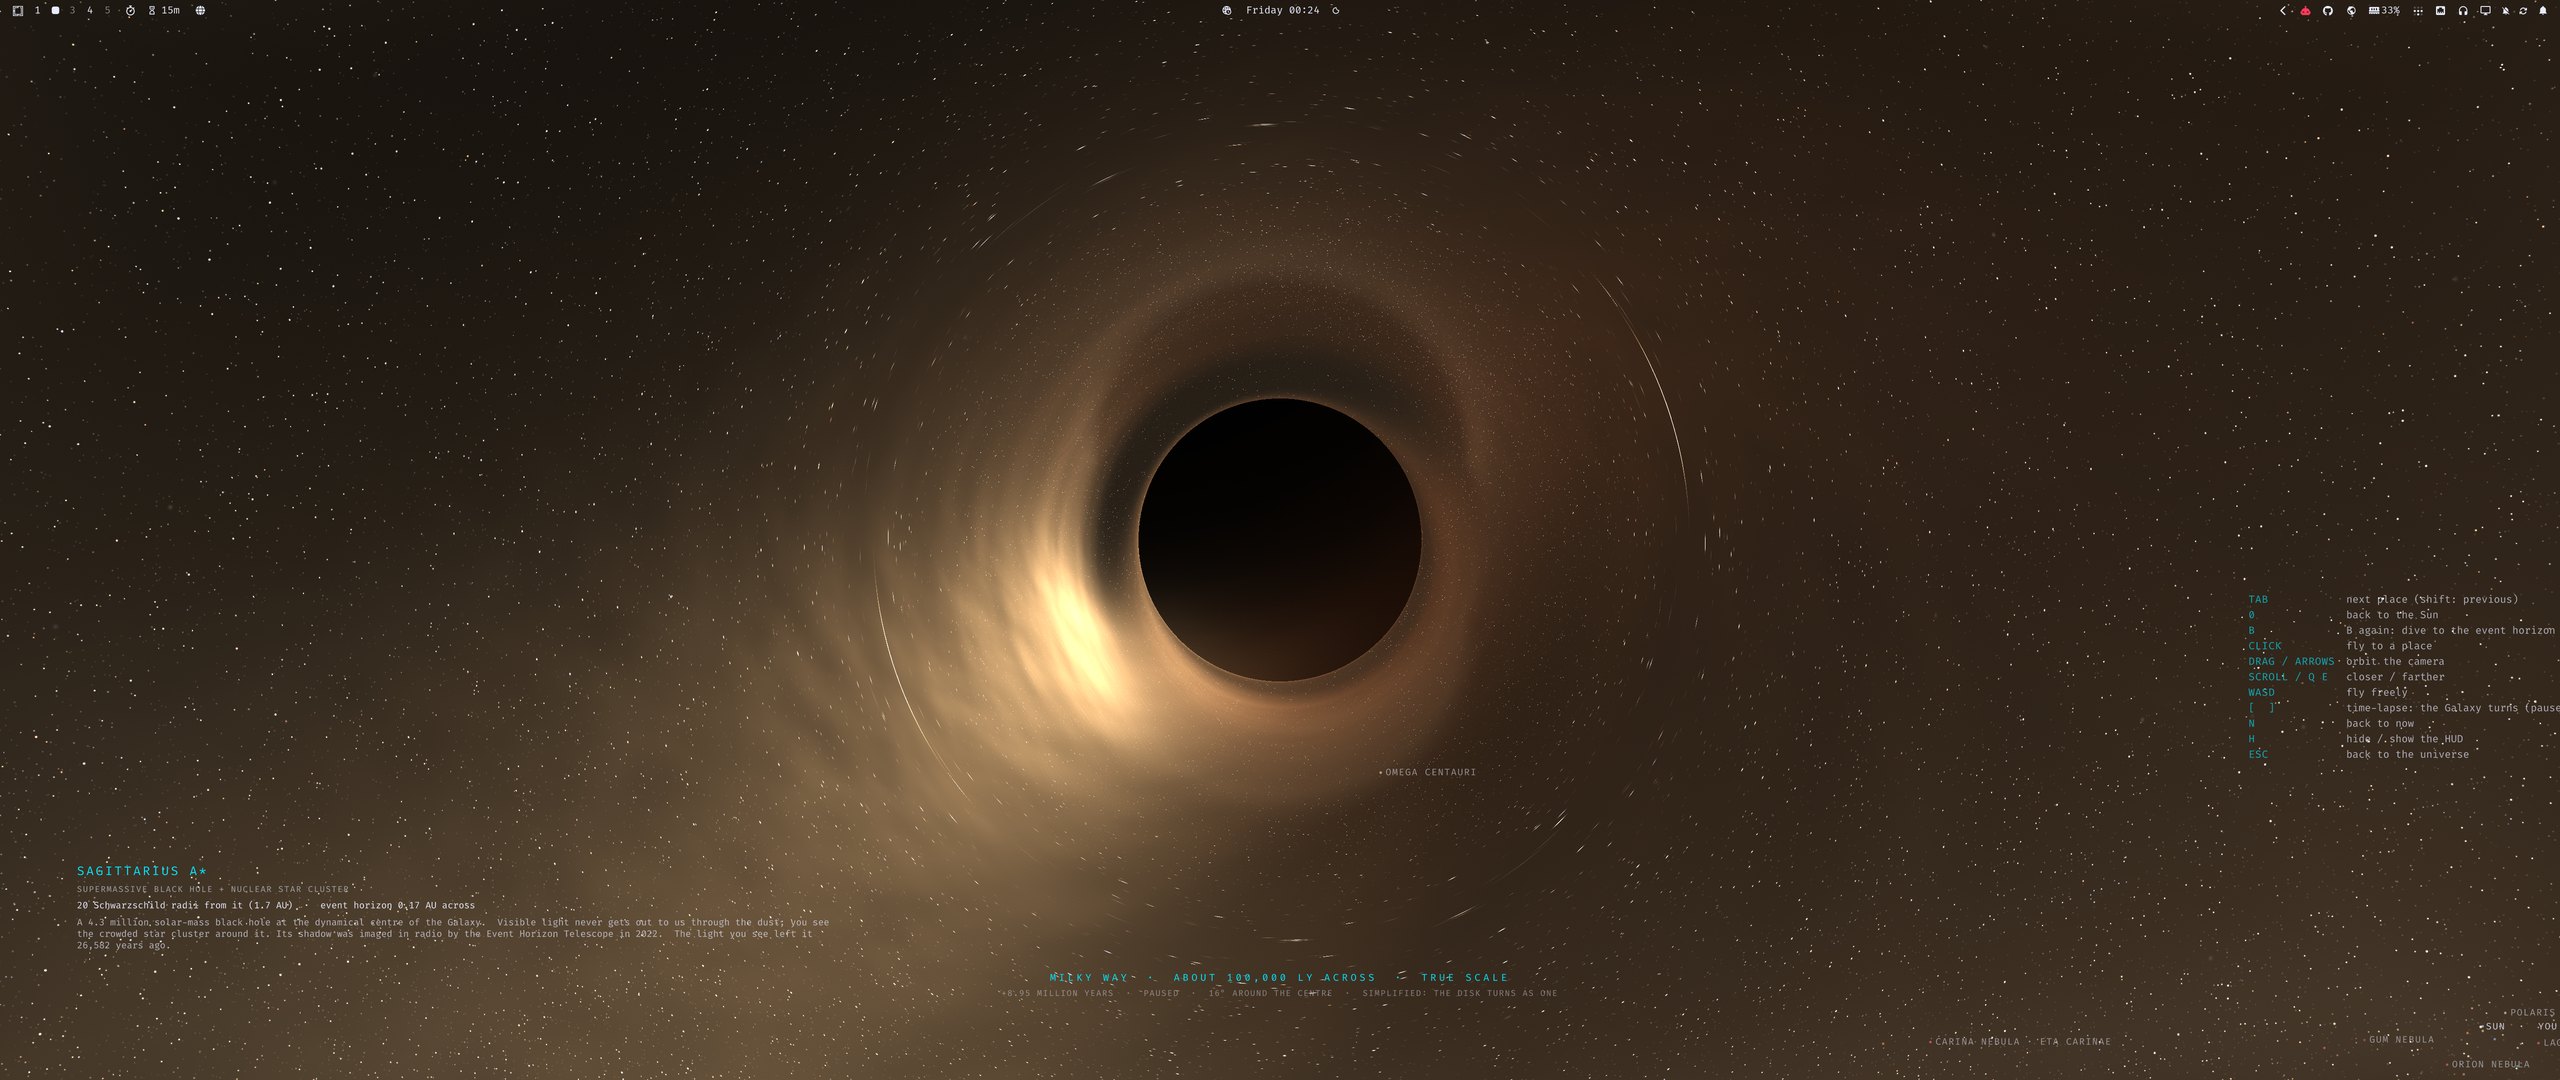 1 3 4 5 15m
Friday 00:24
33%
TAB next place (shift: previous)
0 back to the Sun
B B again: dive to the event horizon
CLICK fly to a place
DRAG / ARROWS orbit the camera
SCROLL / Q E closer / farther
WASD fly freely
[ ] time-lapse: the Galaxy turns (pause
N back to now
H hide / show the HUD
ESC back to the universe
OMEGA CENTAURI
SAGITTARIUS A*
SUPERMASSIVE BLACK HOLE + NUCLEAR STAR CLUSTER
20 Schwarzschild radii from it (1.7 AU) · event horizon 0.17 AU across
A 4.3 million solar-mass black hole at the dynamical centre of the Galaxy. Visible light never gets out to us through the dust; you see
the crowded star cluster around it. Its shadow was imaged in radio by the Event Horizon Telescope in 2022. The light you see left it
26,582 years ago.
MILKY WAY · ABOUT 100,000 LY ACROSS · TRUE SCALE
+8.95 MILLION YEARS · PAUSED · 16° AROUND THE CENTRE · SIMPLIFIED: THE DISK TURNS AS ONE
POLARIS
SUN · YOU
GUM NEBULA
LAG
CARINA NEBULA · ETA CARINAE
ORION NEBULA